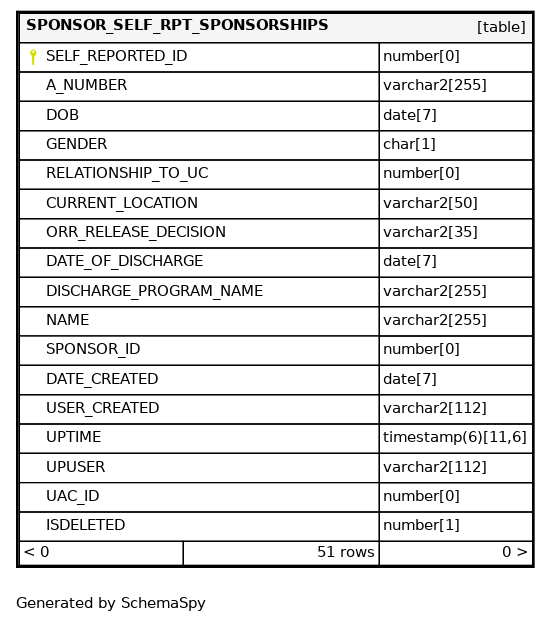 SPONSOR_SELF_RPT_SPONSORSHIPS [table]
SELF_REPORTED_ID number[0]
A_NUMBER varchar2[255]
DOB date[7]
GENDER char[1]
RELATIONSHIP_TO_UC number[0]
CURRENT_LOCATION varchar2[50]
ORR_RELEASE_DECISION varchar2[35]
DATE_OF_DISCHARGE date[7]
DISCHARGE_PROGRAM_NAME varchar2[255]
NAME varchar2[255]
SPONSOR_ID number[0]
DATE_CREATED date[7]
USER_CREATED varchar2[112]
UPTIME timestamp(6)[11,6]
UPUSER varchar2[112]
UAC_ID number[0]
ISDELETED number[1]
< 0 51 rows 0 >
Generated by SchemaSpy